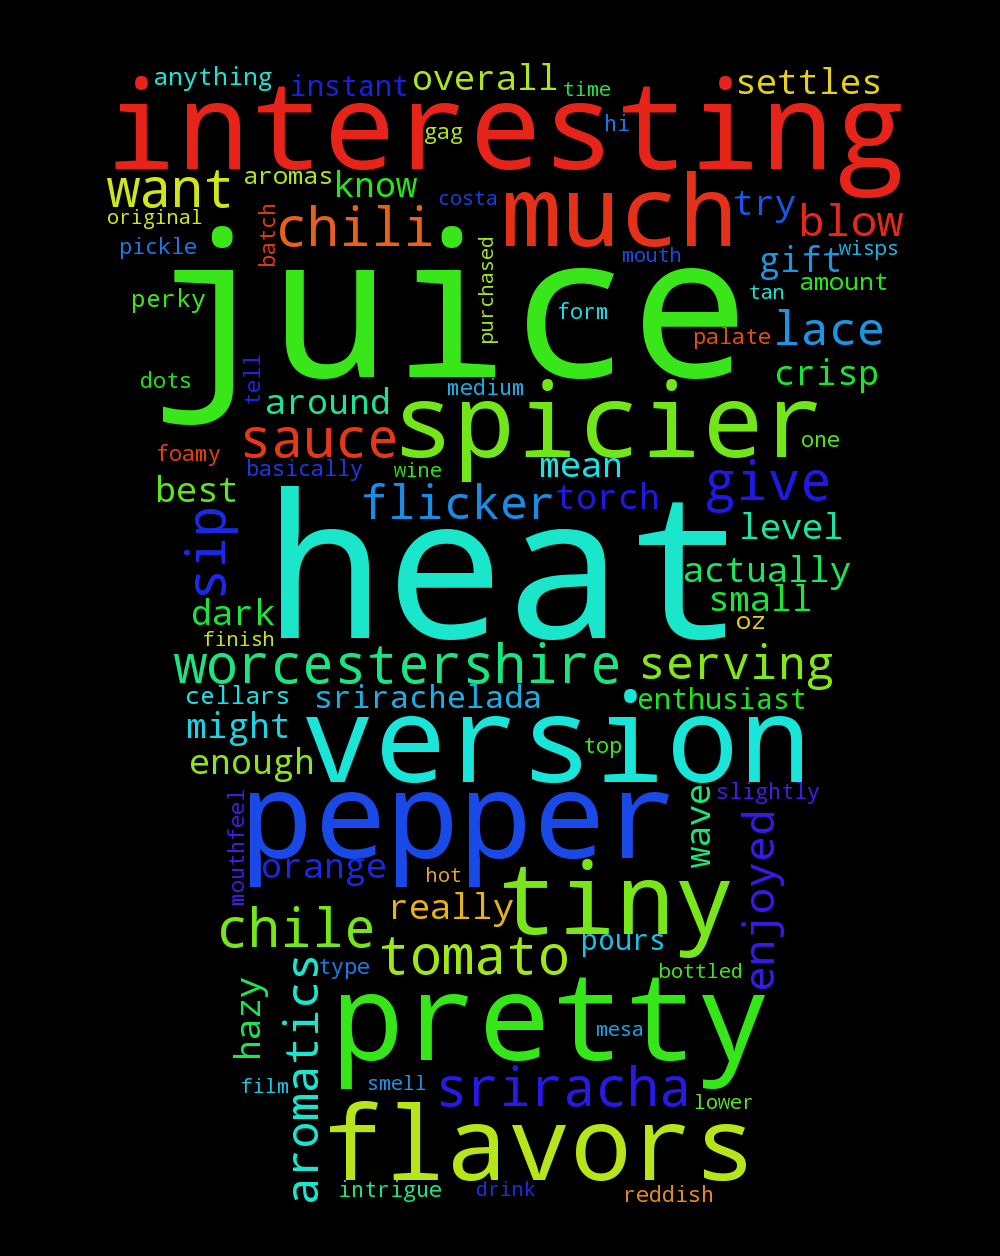 anything
instant
overall
time
settles
interesting
gag
hi
want
aromas
know
costa
much
try
blow
original
chili
batch
pickle
purchased
mouth
gift
wisps
juice
perky
form
tan
amount
palate
lace
dots
tell
medium
crisp
around
spicier
sauce
one
foamy
basically
wine
mean
best
flicker
torch
give
sip
heat
level
actually
dark
small
finish
oz
worcestershire
serving
cellars
srirachelada
enthusiast
might
version
enough
top
mouthfeel
pepper
wave
slightly
orange
hot
enjoyed
really
tiny
chile
tomato
pours
type
bottled
aromatics
hazy
pretty
mesa
film
smell
sriracha
lower
flavors
intrigue
drink
reddish